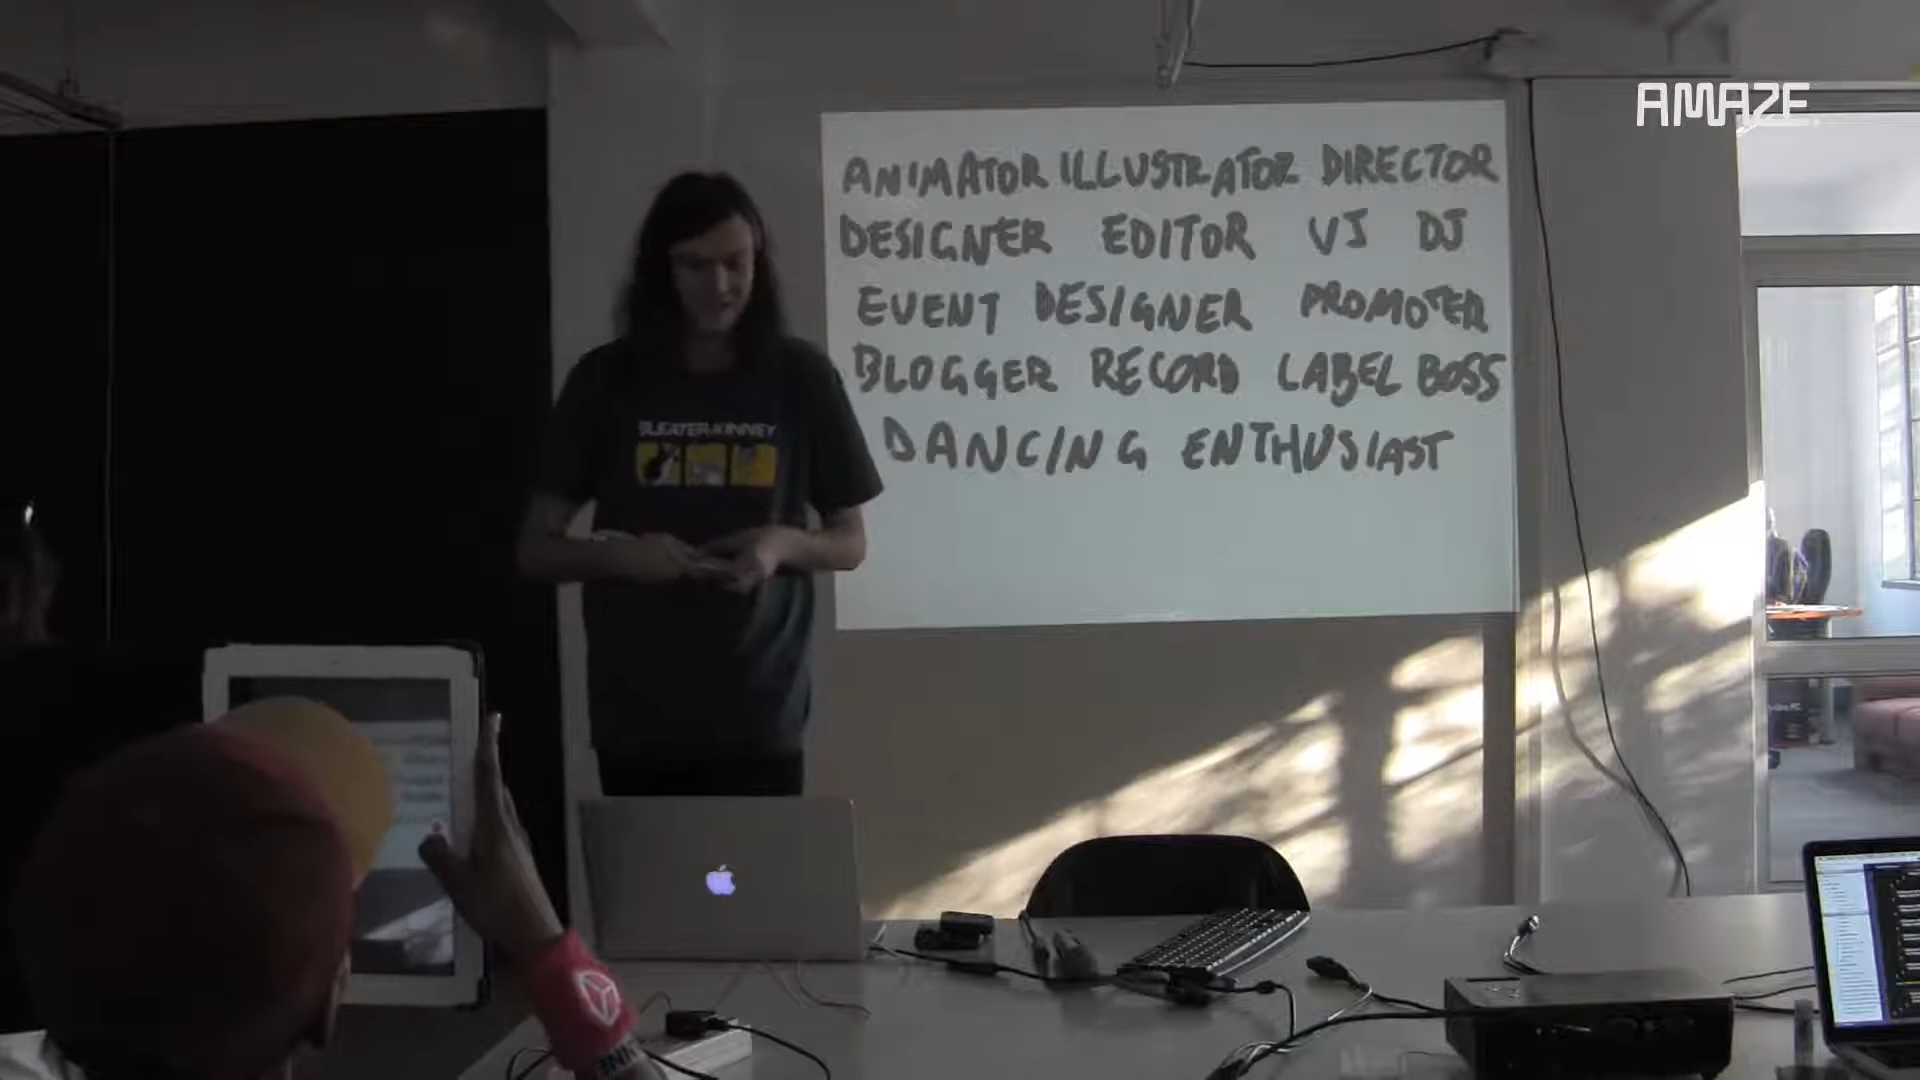 AMAZE
ANIMATOR ILLUSTRATOR DIRECTOR
DESIGNER EDITOR VJ DJ
EVENT DESIGNER PROMOTER
BLOGGER RECORD LABEL BOSS
DANCING ENTHUSIAST
SLEATER-KINNEY